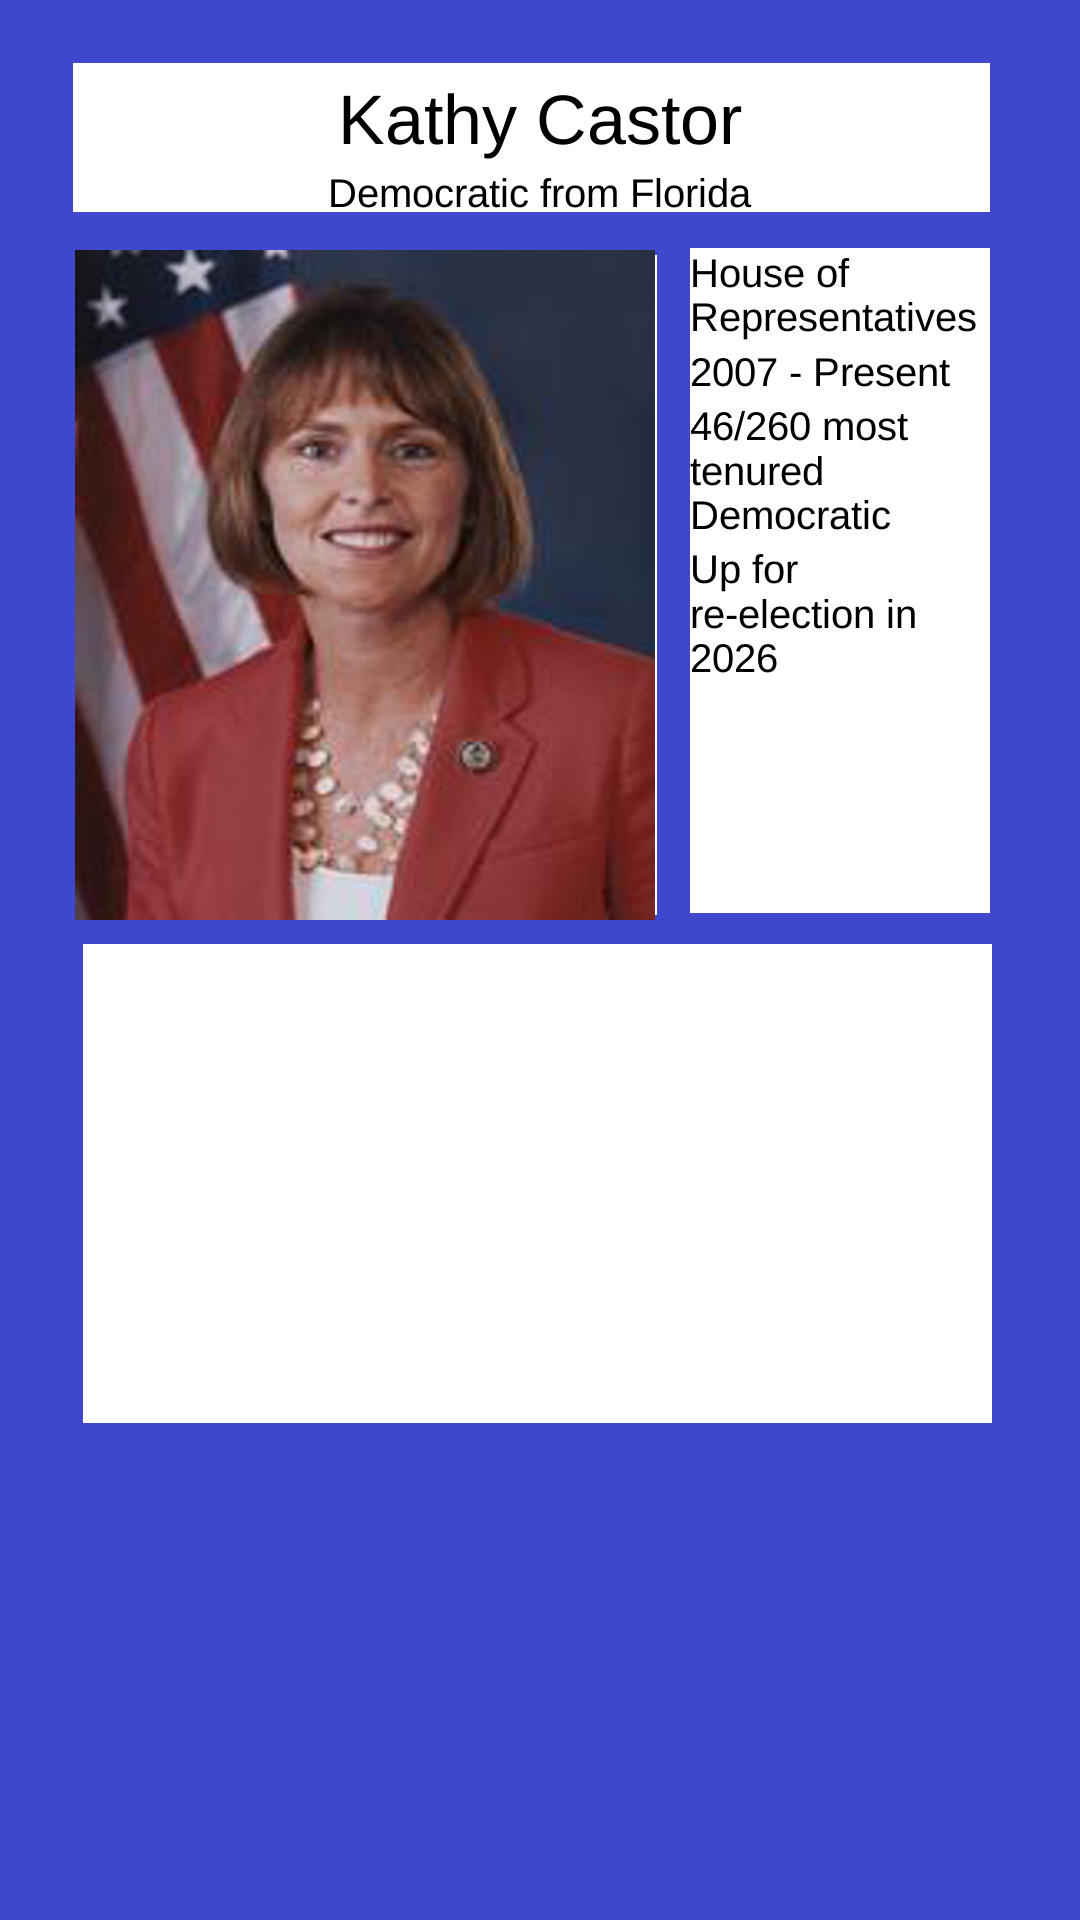 Kathy Castor
Democratic from Florida
House of
Representatives
2007 - Present
46/260 most
tenured
Democratic
Up for
re-election in
2026